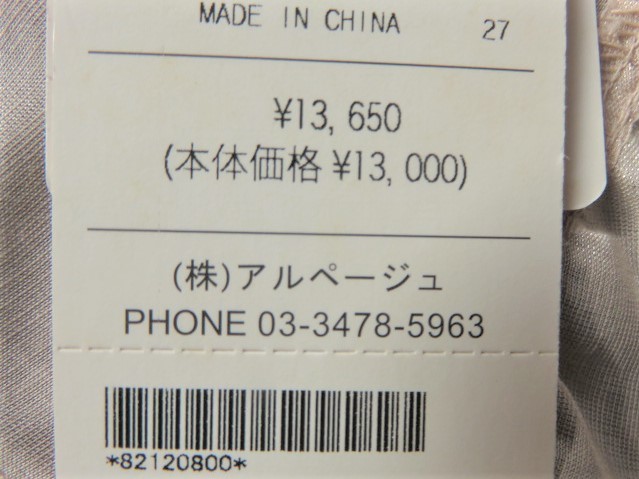 MADE IN CHINA 27
¥13,650
(本体価格 ¥13,000)
(株)アルページュ
PHONE 03-3478-5963
*82120800*